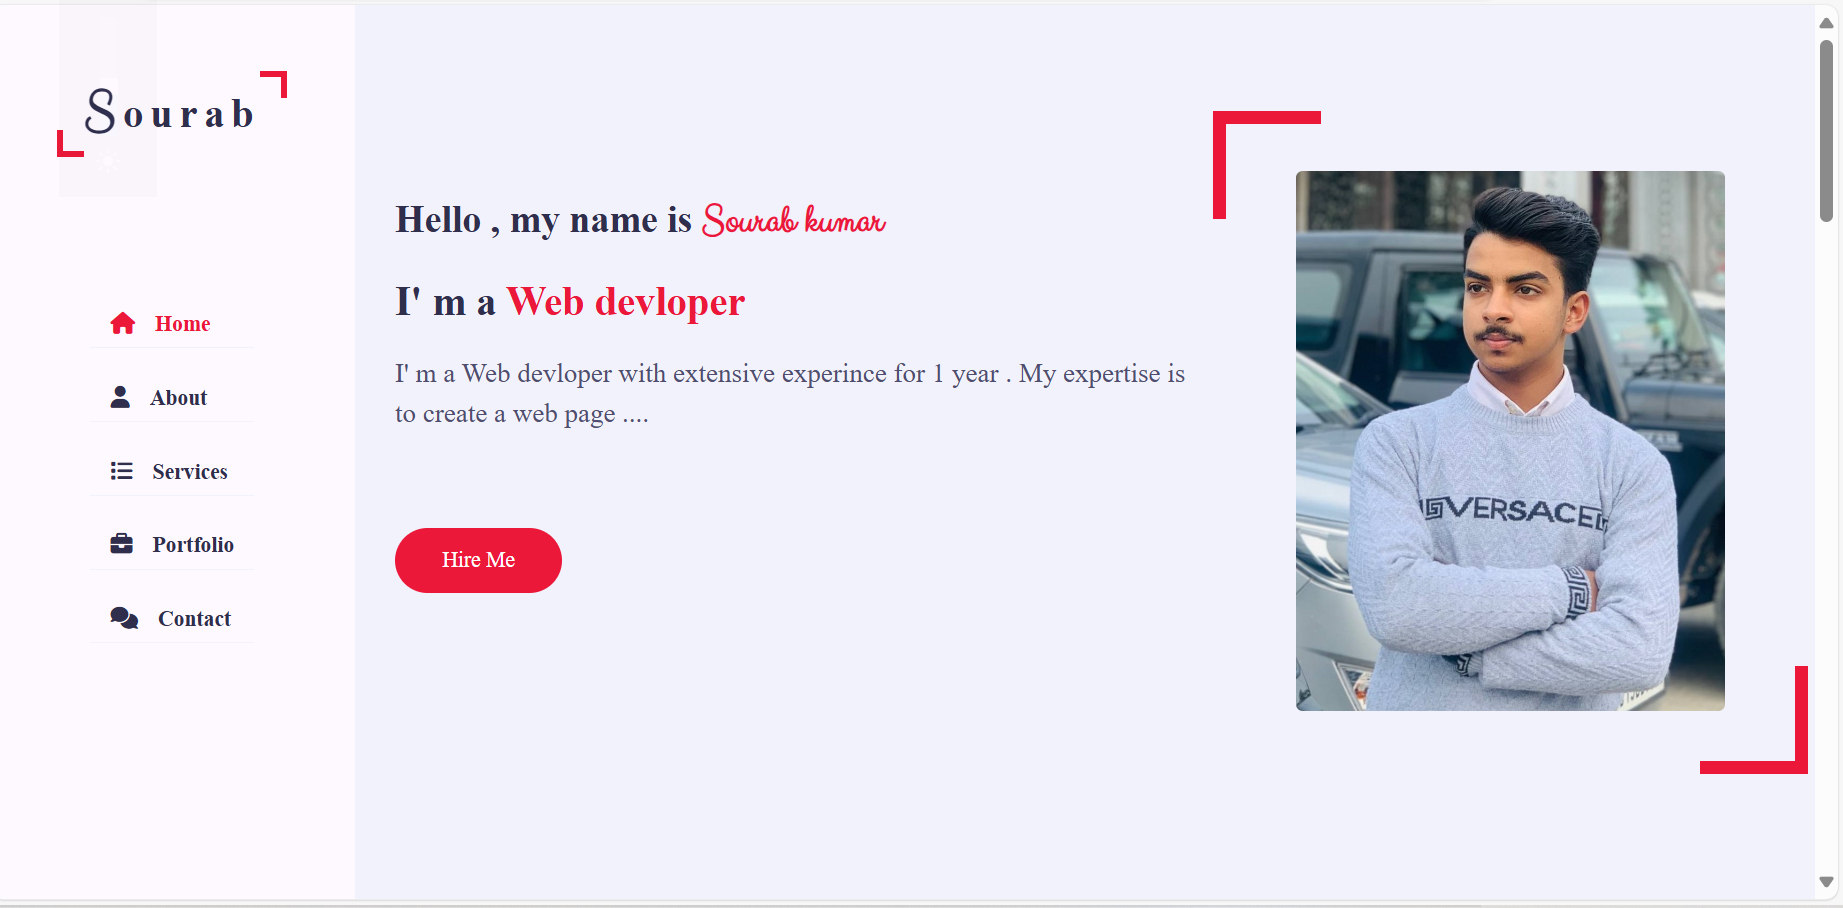 Sourab
Home
About
Services
Portfolio
Contact
Hello , my name is Sourab kumar
I' m a Web devloper
I' m a Web devloper with extensive experince for 1 year . My expertise is
to create a web page ....
Hire Me
VERSACE